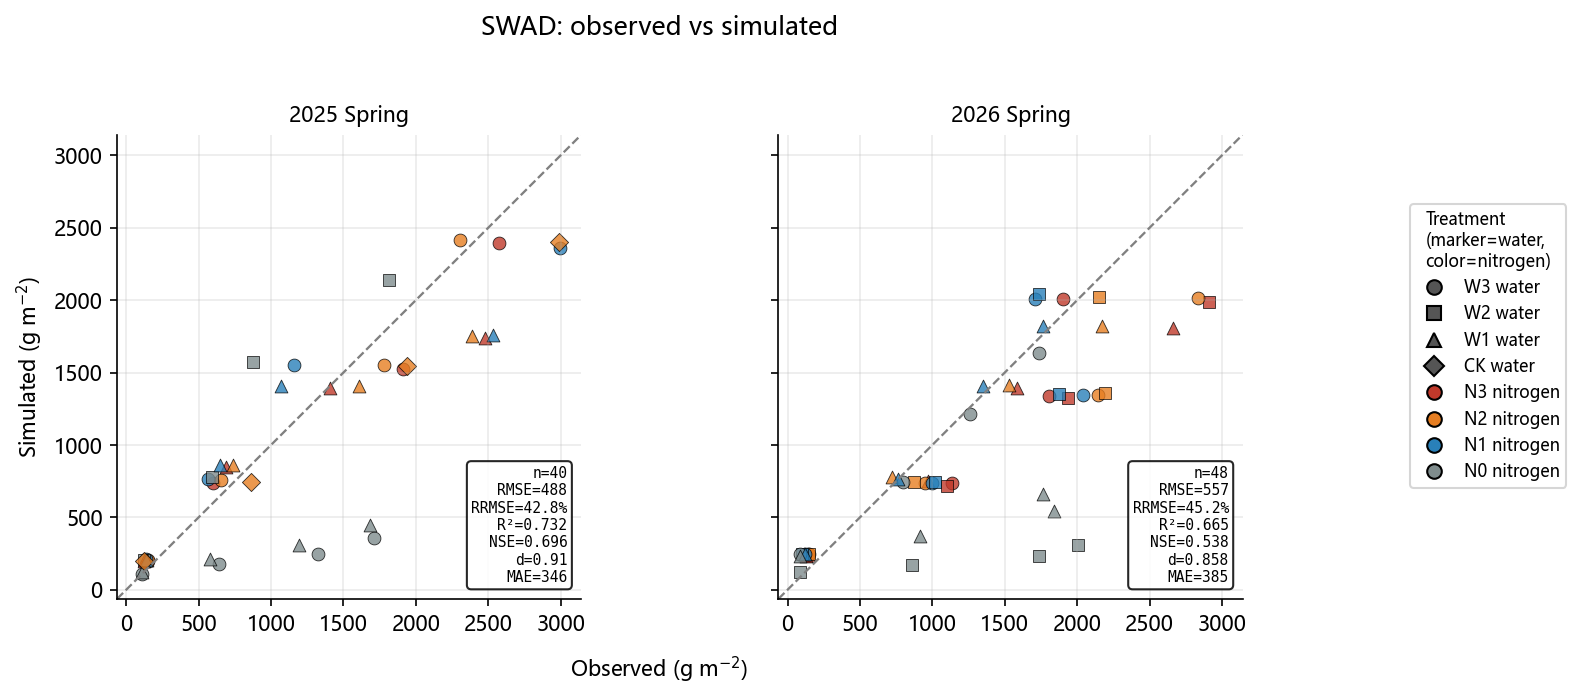 SWAD: observed vs simulated
2025 Spring
2026 Spring
3000
2500
2000
1500
1000
500
0
Simulated (g m⁻²)
n=40
RMSE=488
RRMSE=42.8%
R²=0.732
NSE=0.696
d=0.91
MAE=346
n=48
RMSE=557
RRMSE=45.2%
R²=0.665
NSE=0.538
d=0.858
MAE=385
0 500 1000 1500 2000 2500 3000
0 500 1000 1500 2000 2500 3000
Observed (g m⁻²)
Treatment
(marker=water,
color=nitrogen)
W3 water
W2 water
W1 water
CK water
N3 nitrogen
N2 nitrogen
N1 nitrogen
N0 nitrogen